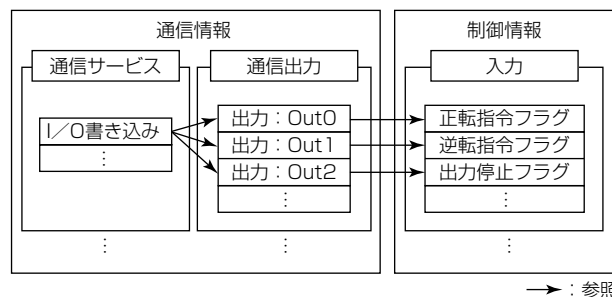 通信情報
制御情報
通信サービス
通信出力
入力
I／O書き込み
⋮
出力：Out0
出力：Out1
出力：Out2
⋮
正転指令フラグ
逆転指令フラグ
出力停止フラグ
⋮
⋮
⋮
⋮
：参照